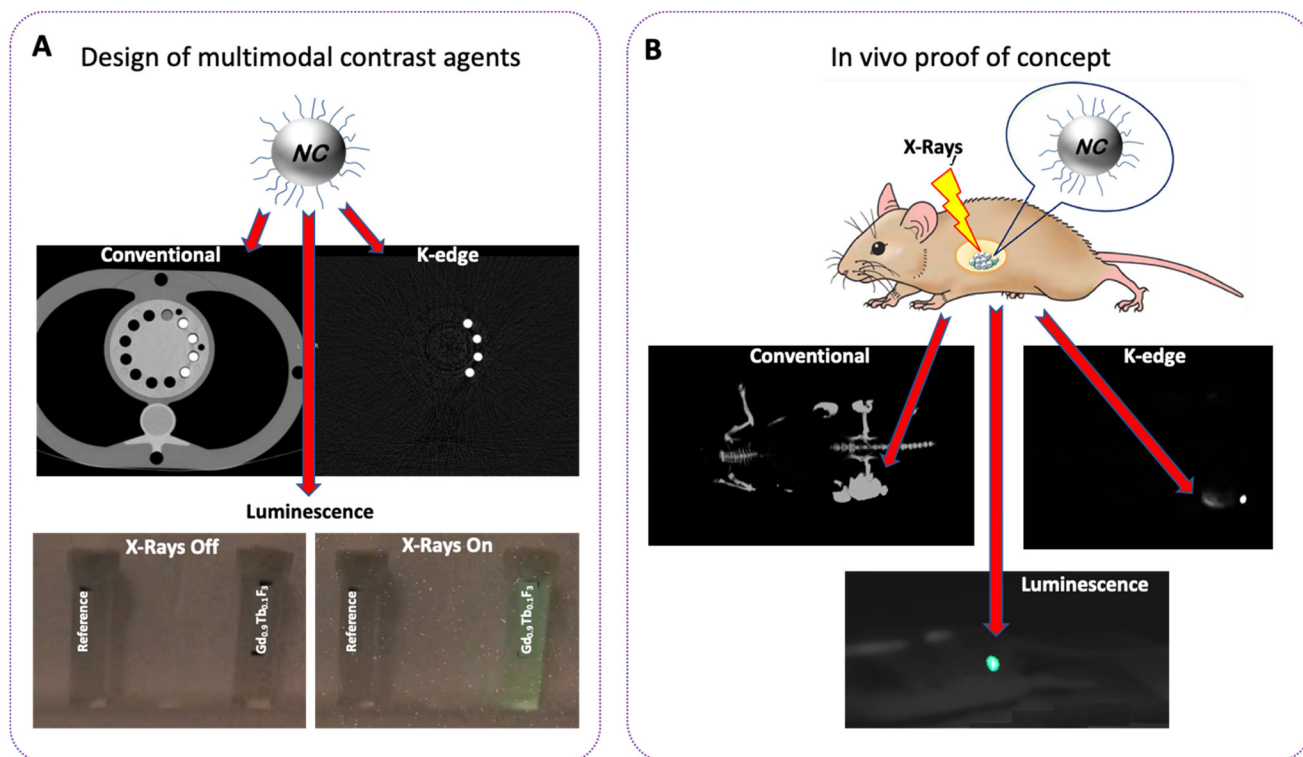 A
Design of multimodal contrast agents
NC
Conventional
K-edge
L
R
Luminescence
X-Rays Off
X-Rays On
Reference
Gd0.9Tb0.1F3
Reference
Gd0.9Tb0.1F3
B
In vivo proof of concept
NC
X-Rays
Conventional
K-edge
Luminescence